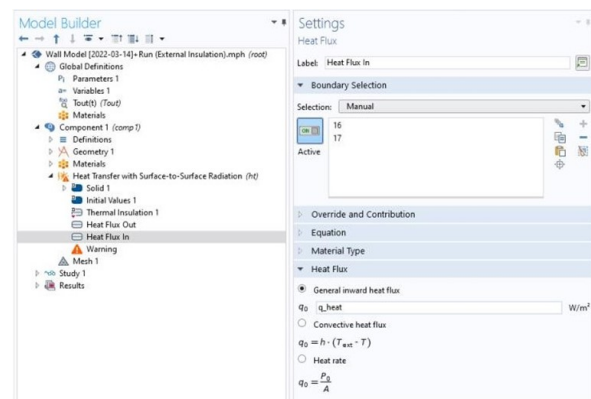 Model Builder
Wall Model [2022-03-14]+Run (External Insulation).mph (root)
Global Definitions
Pi Parameters 1
a= Variables 1
Tout(t) (Tout)
Materials
Component 1 (comp1)
Definitions
Geometry 1
Materials
Heat Transfer with Surface-to-Surface Radiation (ht)
Solid 1
Initial Values 1
Thermal Insulation 1
Heat Flux Out
Heat Flux In
Warning
Mesh 1
Study 1
Results
Settings
Heat Flux
Label: Heat Flux In
Boundary Selection
Selection: Manual
ON
Active
16
17
Override and Contribution
Equation
Material Type
Heat Flux
General inward heat flux
q₀ q_heat W/m²
Convective heat flux
q₀ = h · (Text - T)
Heat rate
q₀ = P₀
A